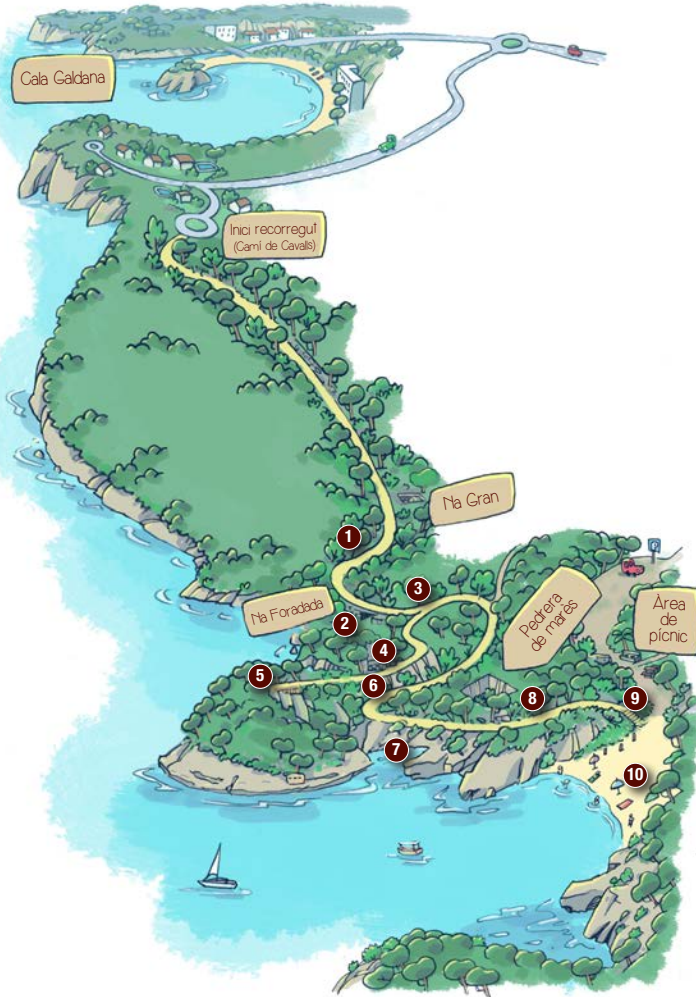 Cala Galdana
Inici recorregut
(Camí de Cavalls)
Na Gran
1
3
Na Foradada
2
Pedrera
de marès
Àrea
de
pícnic
4
5
6
8
9
7
10